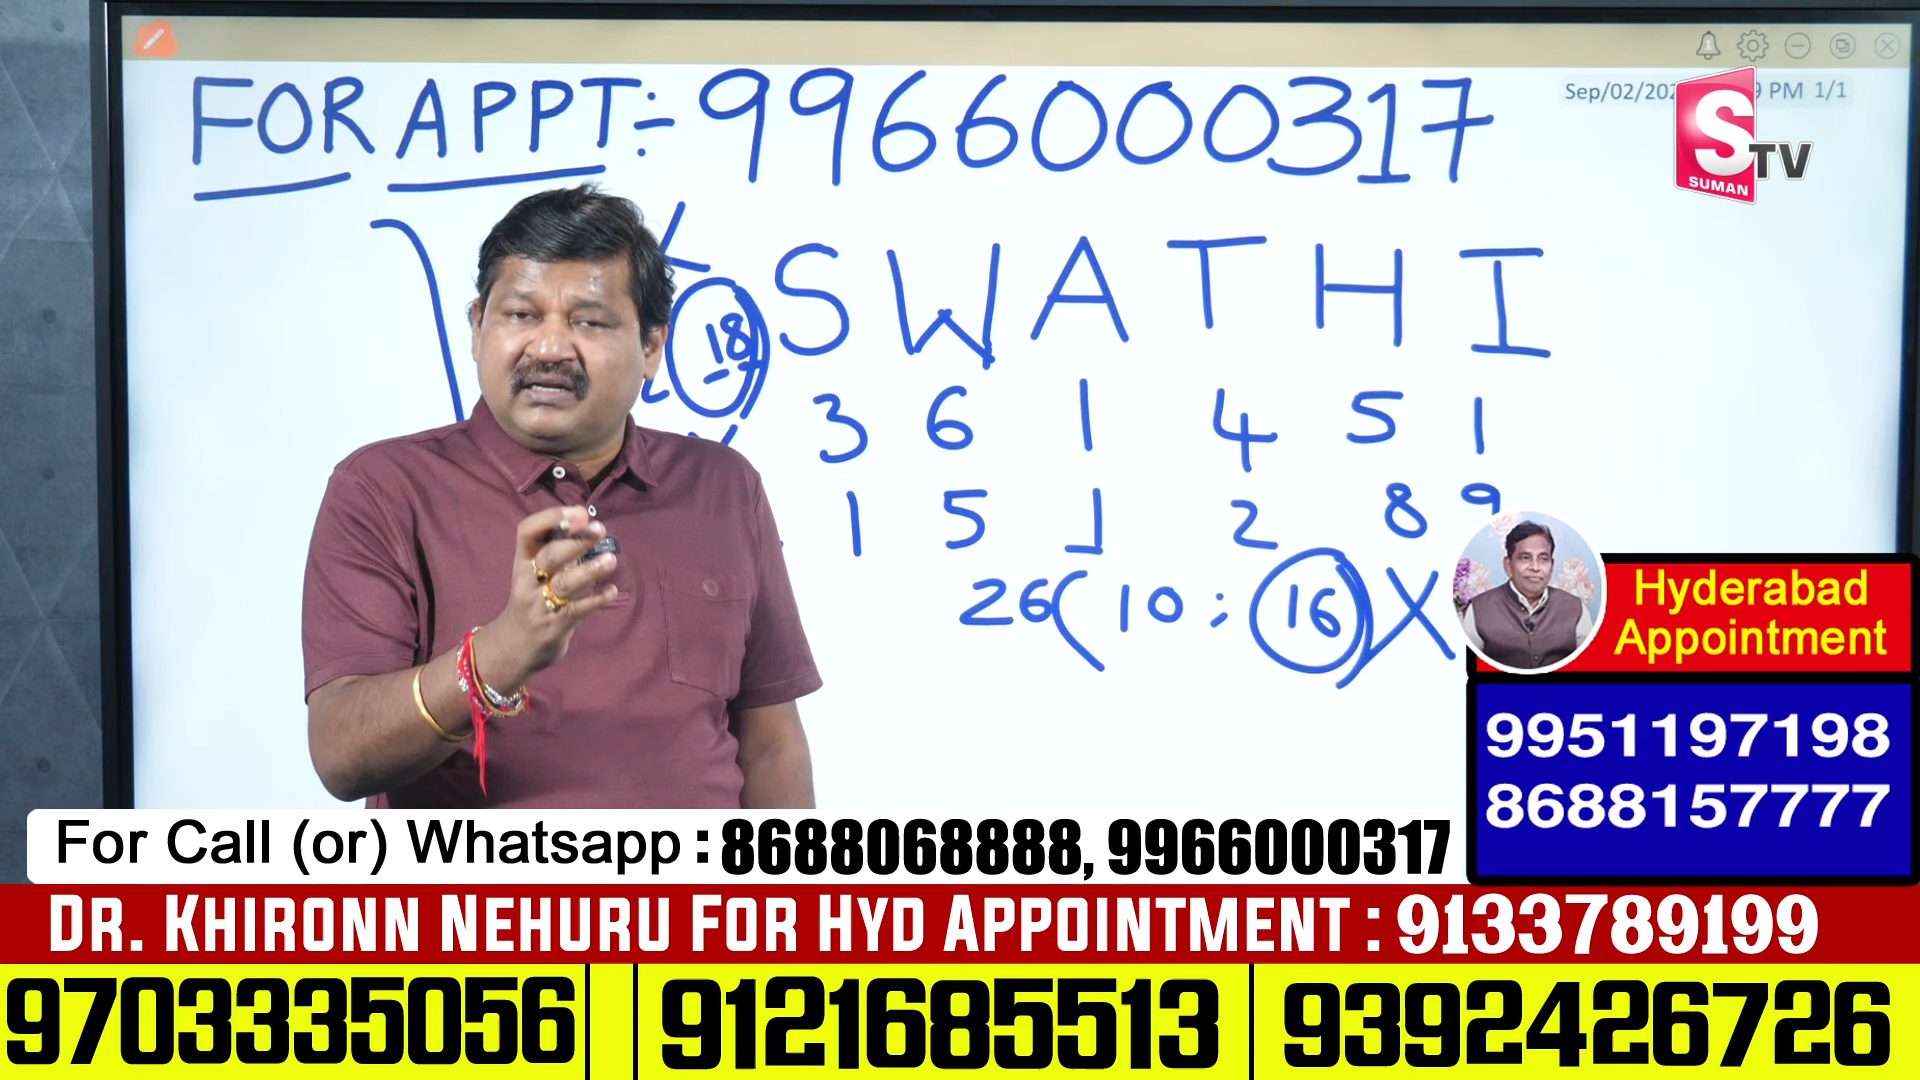 Sep/02/202 9 PM 1/1
FOR APPT:- 9966000317
S TV
SUMAN
SWATHI
18
3 6 1 4 5 1
1 5 1 2 8 9
26 ( 10 ; 16 ) X
Hyderabad
Appointment
9951197198
8688157777
For Call (or) Whatsapp : 8688068888, 9966000317
DR. KHIRONN NEHURU FOR HYD APPOINTMENT : 9133789199
9703335056 9121685513 9392426726